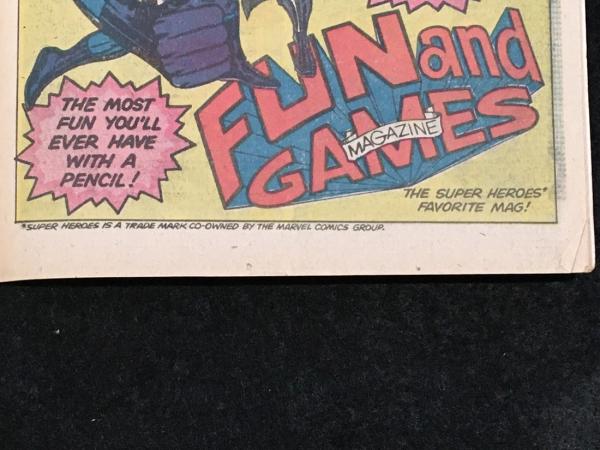 THE MOST
FUN YOU'LL
EVER HAVE
WITH A
PENCIL!
FUN and
GAMES
MAGAZINE
THE SUPER HEROES*
FAVORITE MAG!
*SUPER HEROES IS A TRADE MARK CO-OWNED BY THE MARVEL COMICS GROUP.